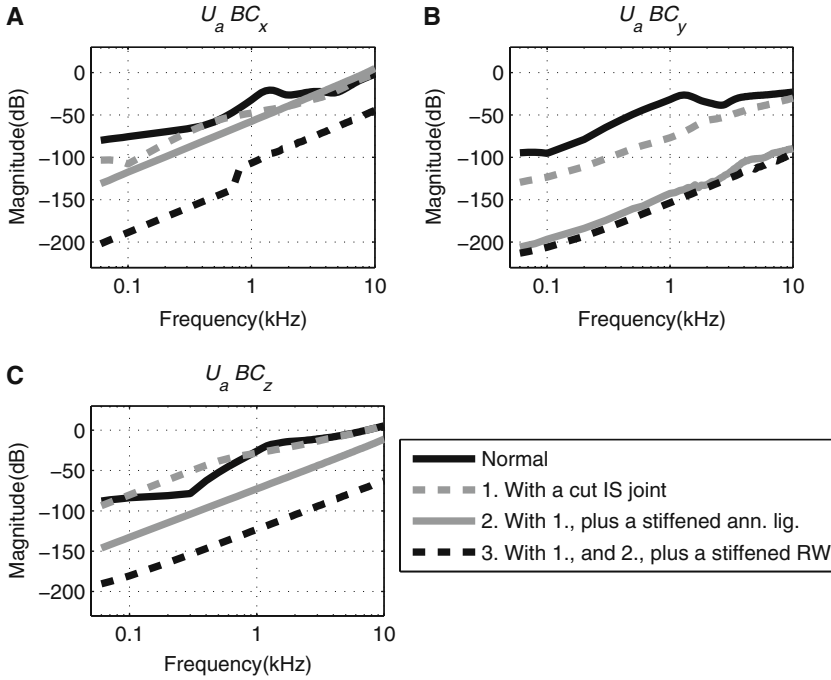 A
U_a BC_x
0
−50
−100
−150
−200
Magnitude(dB)
0.1 1 10
Frequency(kHz)
B
U_a BC_y
0
−50
−100
−150
−200
Magnitude(dB)
0.1 1 10
Frequency(kHz)
C
U_a BC_z
0
−50
−100
−150
−200
Magnitude(dB)
0.1 1 10
Frequency(kHz)
Normal
1. With a cut IS joint
2. With 1., plus a stiffened ann. lig.
3. With 1., and 2., plus a stiffened RW